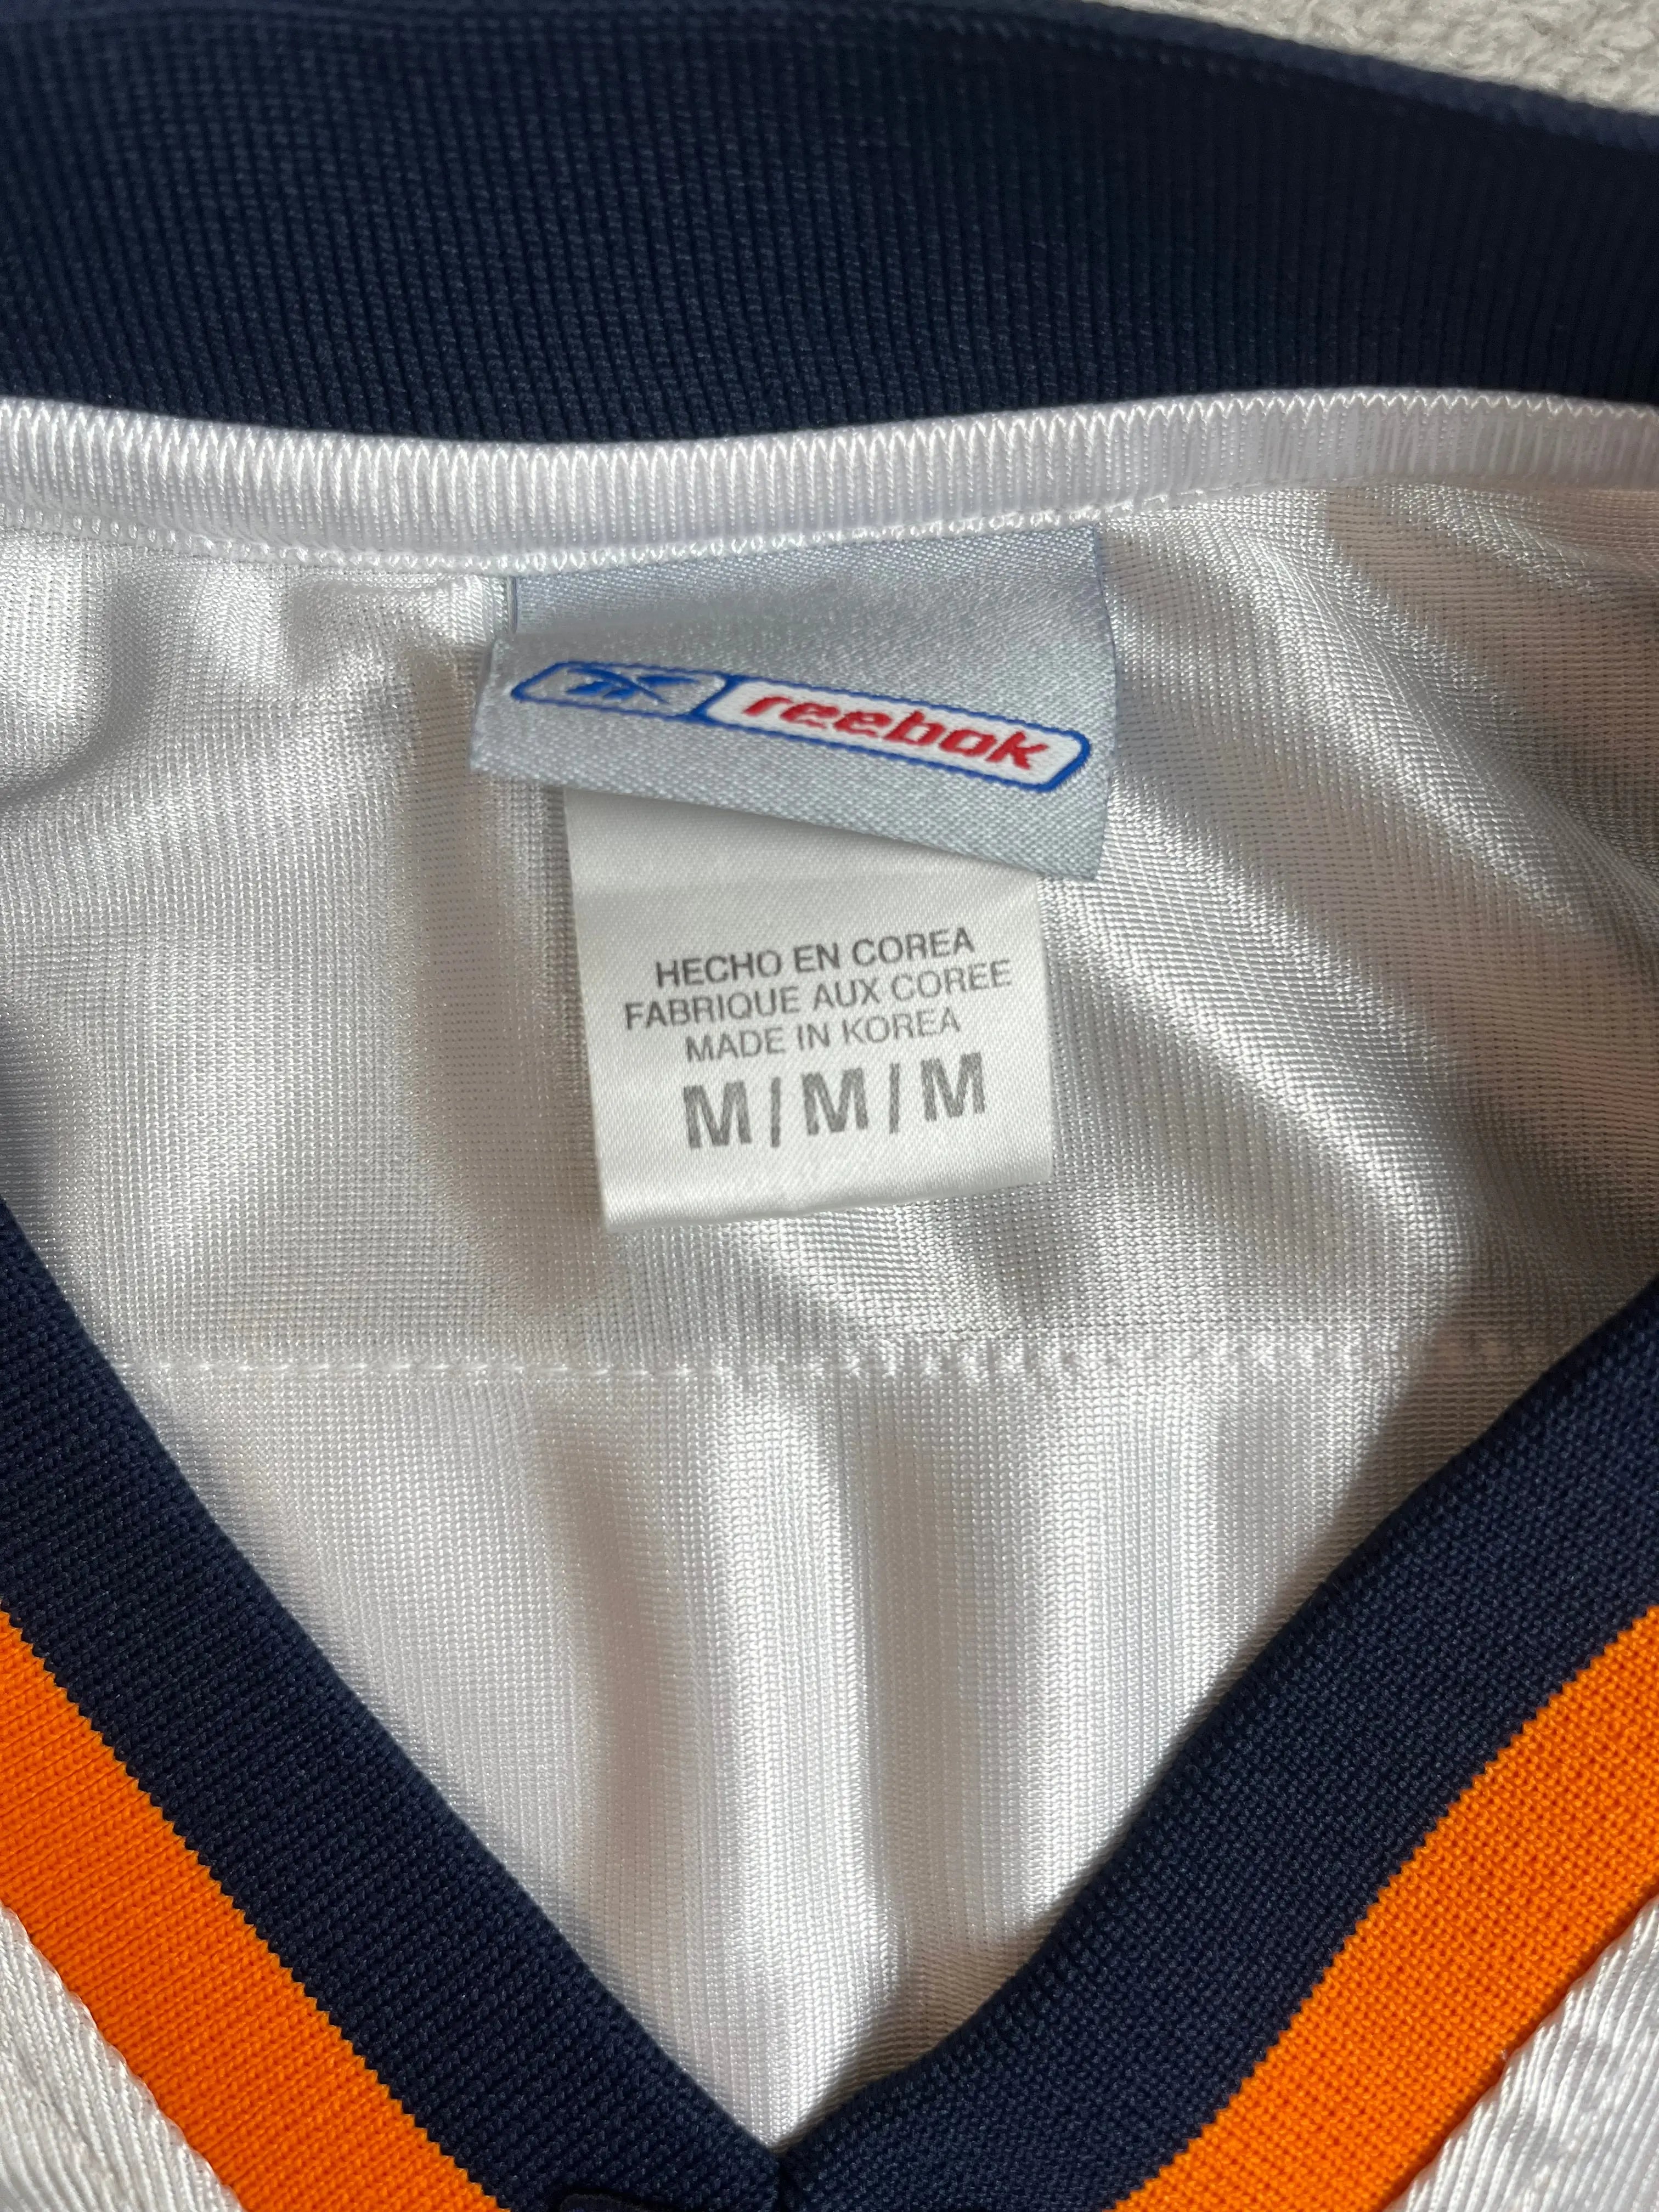 reebok
HECHO EN COREA
FABRIQUE AUX COREE
MADE IN KOREA
M/M/M